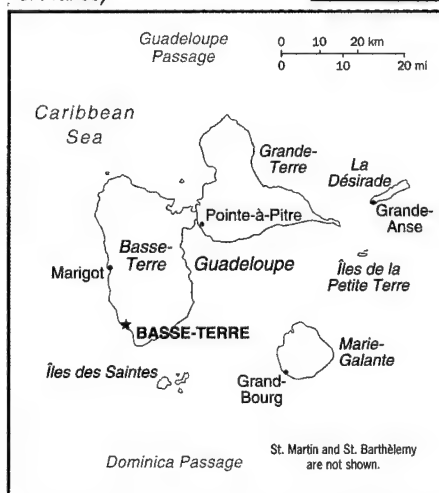 Guadeloupe
Passage
0 10 20 km
0 10 20 mi
Caribbean
Sea
Grande-
Terre
La
Désirade
Pointe-à-Pitre
Grande-
Anse
Basse-
Terre
Guadeloupe
Marigot
Îles de la
Petite Terre
BASSE-TERRE
Marie-
Galante
Îles des Saintes
Grand-
Bourg
St. Martin and St. Barthèlemy
are not shown.
Dominica Passage